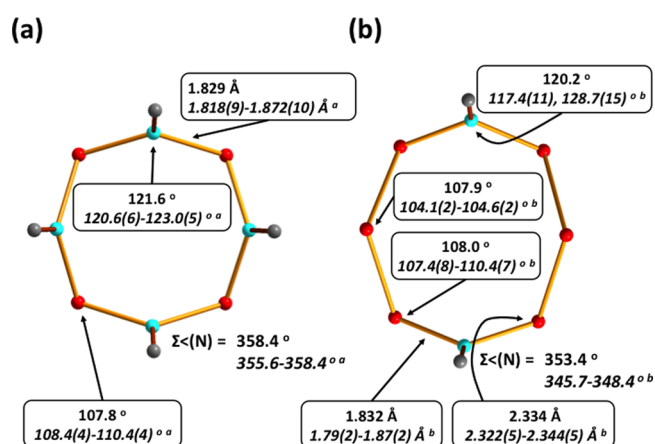 (a)
1.829 Å
1.818(9)-1.872(10) Å a
121.6 o
120.6(6)-123.0(5) o a
Σ<(N) = 358.4 o
355.6-358.4 o a
107.8 o
108.4(4)-110.4(4) o a
(b)
120.2 o
117.4(11), 128.7(15) o b
107.9 o
104.1(2)-104.6(2) o b
108.0 o
107.4(8)-110.4(7) o b
Σ<(N) = 353.4 o
345.7-348.4 o b
1.832 Å
1.79(2)-1.87(2) Å b
2.334 Å
2.322(5)-2.344(5) Å b